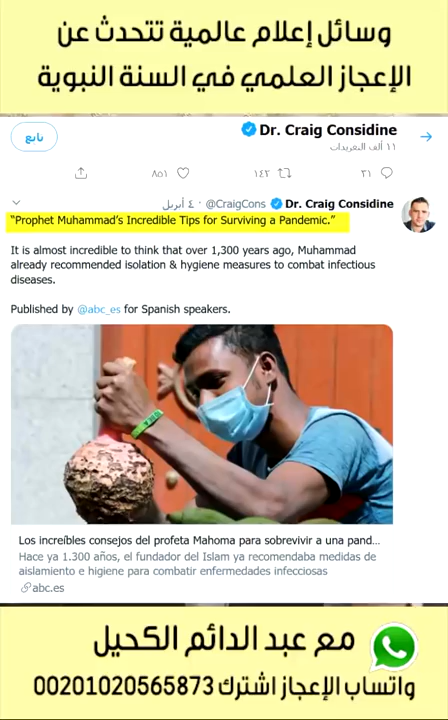 وسائل إعلام عالمية تتحدث عن
الإعجاز العلمي في السنة النبوية
تابع
Dr. Craig Considine
١١ ألف التغريدات
٨٥١ ١٤٢ ٣١
Dr. Craig Considine @CraigCons · ٤ أبريل
“Prophet Muhammad’s Incredible Tips for Surviving a Pandemic.”
It is almost incredible to think that over 1,300 years ago, Muhammad
already recommended isolation & hygiene measures to combat infectious
diseases.
Published by @abc_es for Spanish speakers.
Los increíbles consejos del profeta Mahoma para sobrevivir a una pand...
Hace ya 1.300 años, el fundador del Islam ya recomendaba medidas de
aislamiento e higiene para combatir enfermedades infecciosas
abc.es
مع عبد الدائم الكحيل
واتساب الإعجاز اشترك 00201020565873